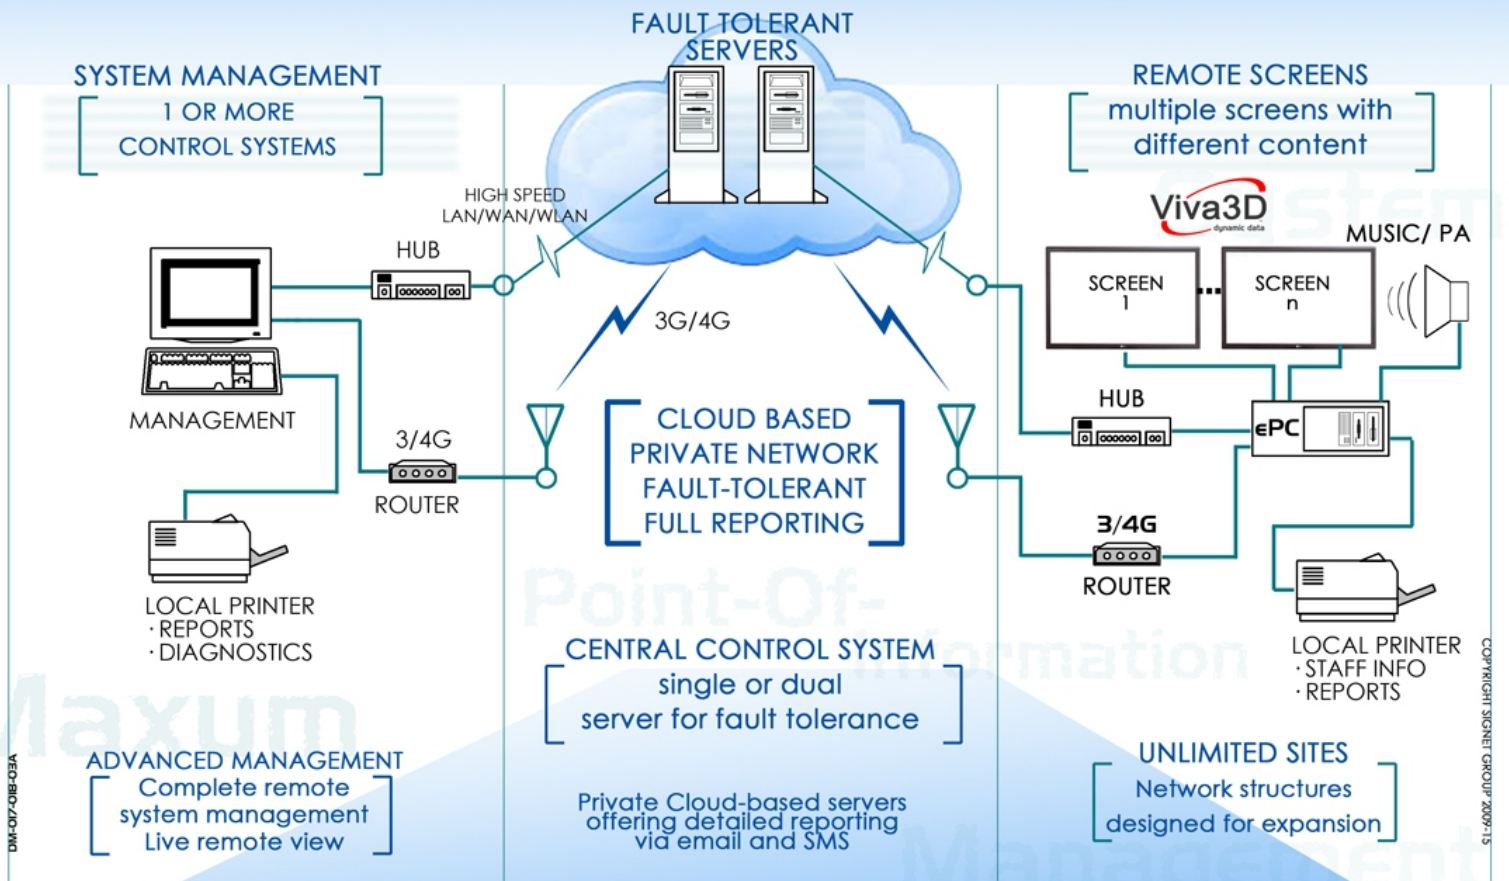 FAULT TOLERANT
SERVERS
SYSTEM MANAGEMENT
1 OR MORE
CONTROL SYSTEMS
REMOTE SCREENS
multiple screens with
different content
HIGH SPEED
LAN/WAN/WLAN
HUB
Viva3D
dynamic data
MUSIC/ PA
SCREEN
1
SCREEN
n
3G/4G
MANAGEMENT
3/4G
ROUTER
CLOUD BASED
PRIVATE NETWORK
FAULT-TOLERANT
FULL REPORTING
HUB
ePC
3/4G
ROUTER
LOCAL PRINTER
· REPORTS
· DIAGNOSTICS
LOCAL PRINTER
· STAFF INFO
· REPORTS
System
Point-Of-
Information
Maxum
Management
CENTRAL CONTROL SYSTEM
single or dual
server for fault tolerance
Private Cloud-based servers
offering detailed reporting
via email and SMS
ADVANCED MANAGEMENT
Complete remote
system management
Live remote view
UNLIMITED SITES
Network structures
designed for expansion
COPYRIGHT SIGNET GROUP 2009-15